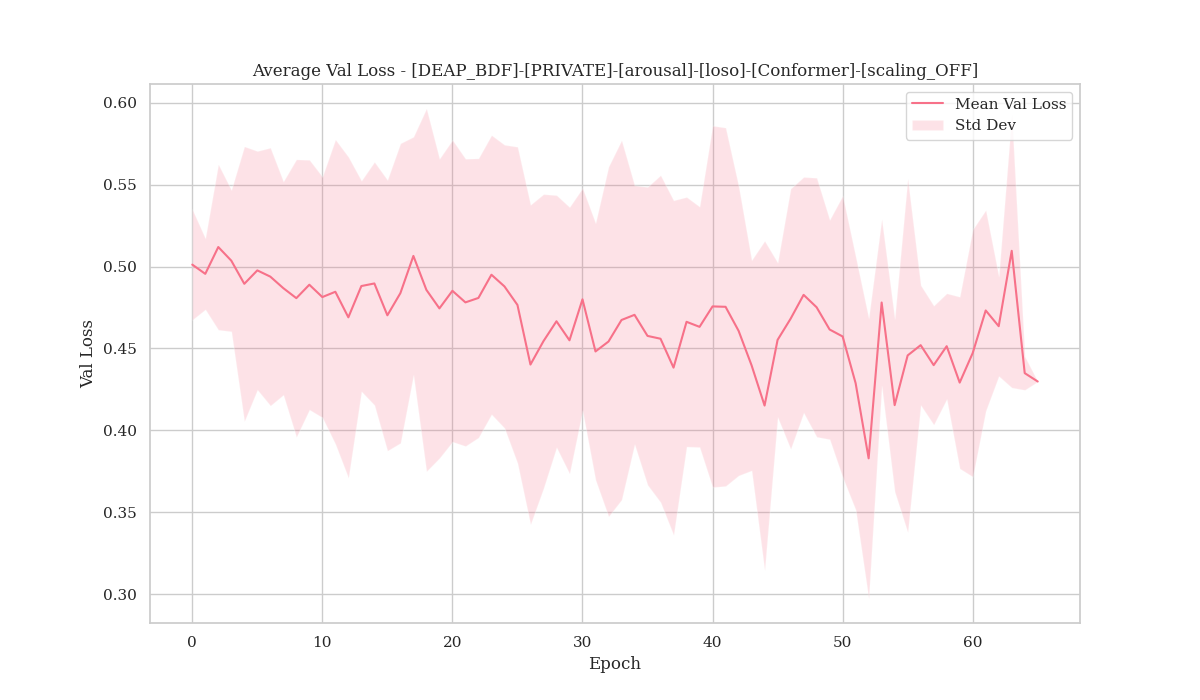 Average Val Loss - [DEAP_BDF]-[PRIVATE]-[arousal]-[loso]-[Conformer]-[scaling_OFF]
Mean Val Loss
Std Dev
Val Loss
0.60
0.55
0.50
0.45
0.40
0.35
0.30
0 10 20 30 40 50 60
Epoch